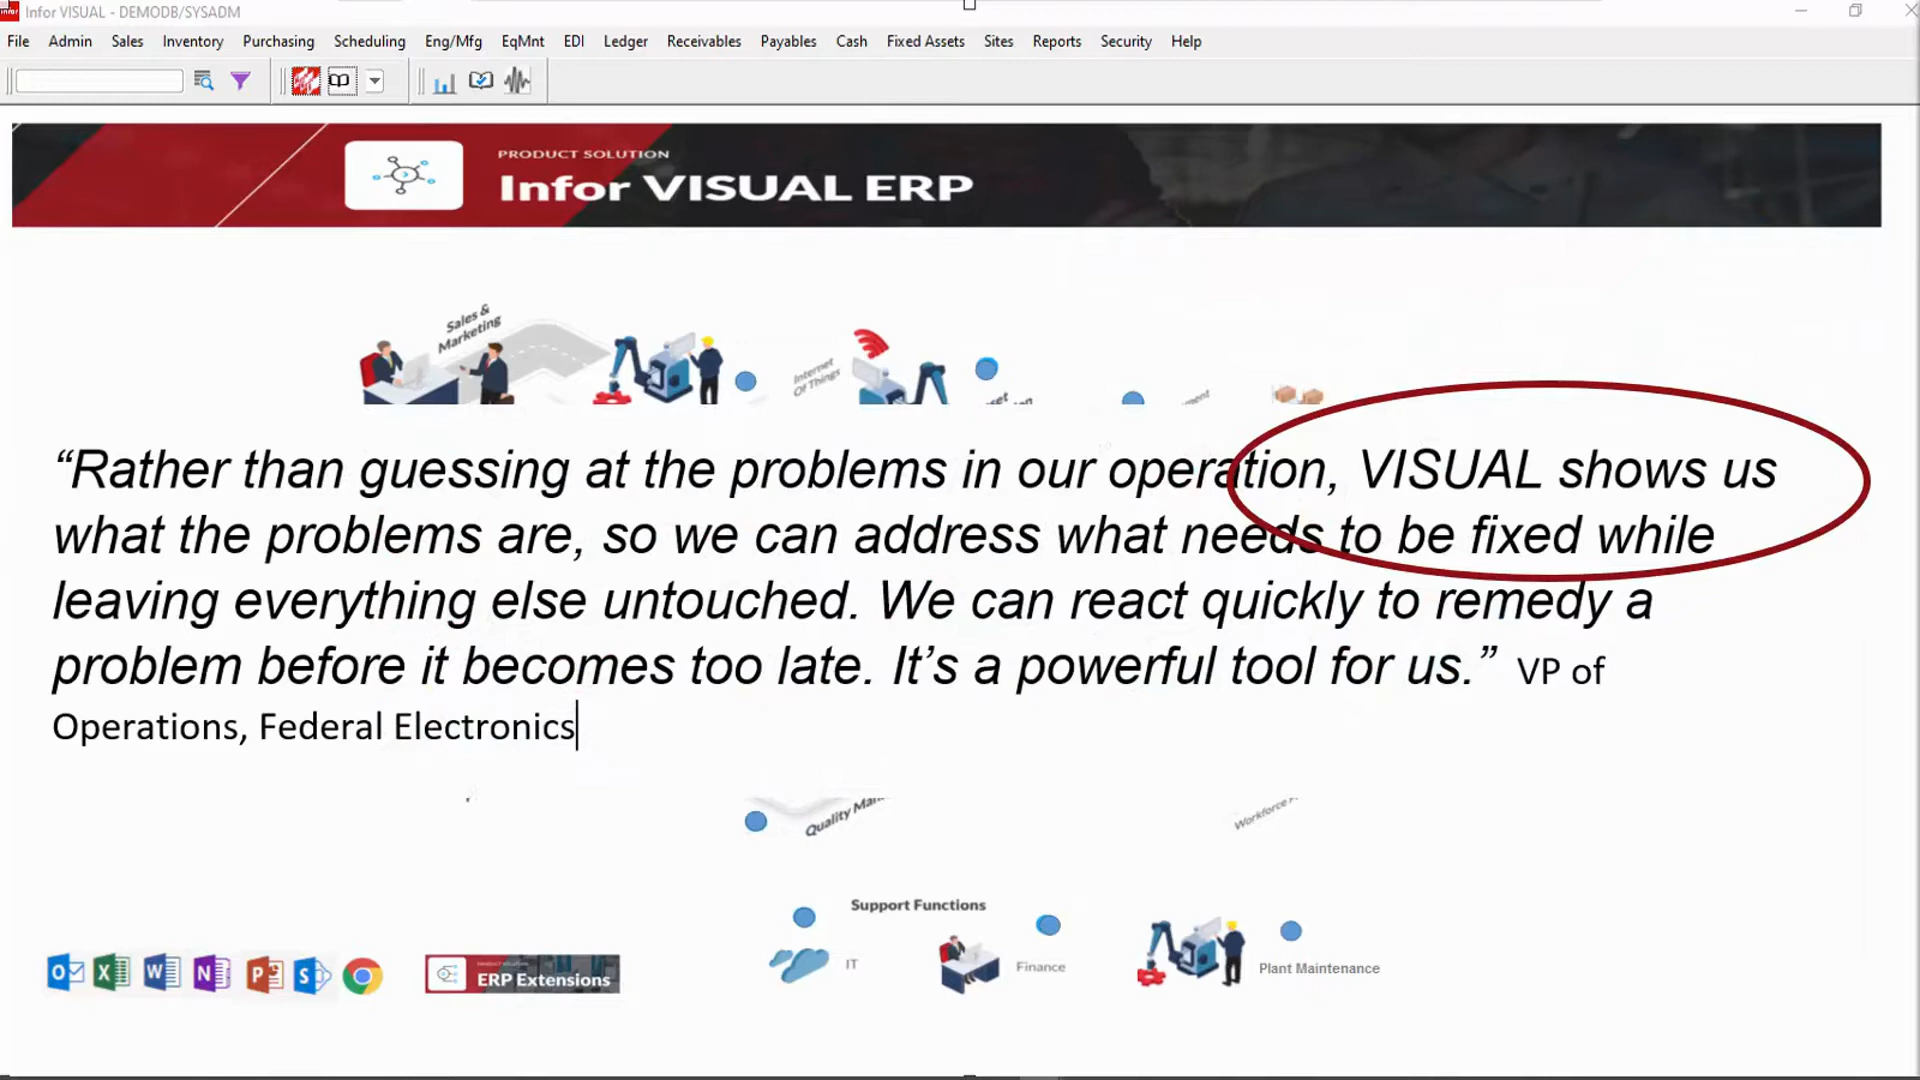 infor Infor VISUAL - DEMODB/SYSADM
File Admin Sales Inventory Purchasing Scheduling Eng/Mfg EqMnt EDI Ledger Receivables Payables Cash Fixed Assets Sites Reports Security Help
PRODUCT SOLUTION
Infor VISUAL ERP
Sales &
Marketing
Internet
Of Things
“Rather than guessing at the problems in our operation, VISUAL shows us
what the problems are, so we can address what needs to be fixed while
leaving everything else untouched. We can react quickly to remedy a
problem before it becomes too late. It’s a powerful tool for us.” VP of
Operations, Federal Electronics
Quality
Workforce
Support Functions
IT
Finance
Plant Maintenance
PRODUCT SOLUTION
ERP Extensions